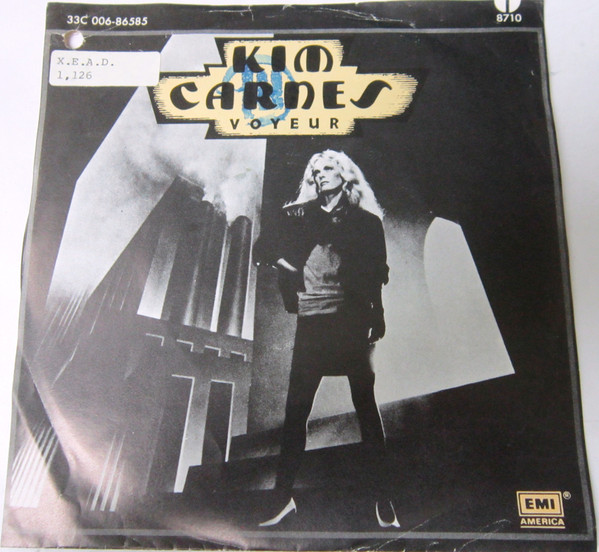 33C 006-86585
8710
X.E.A.D.
1,126
KIM
CARNES
VOYEUR
EMI
®
AMERICA